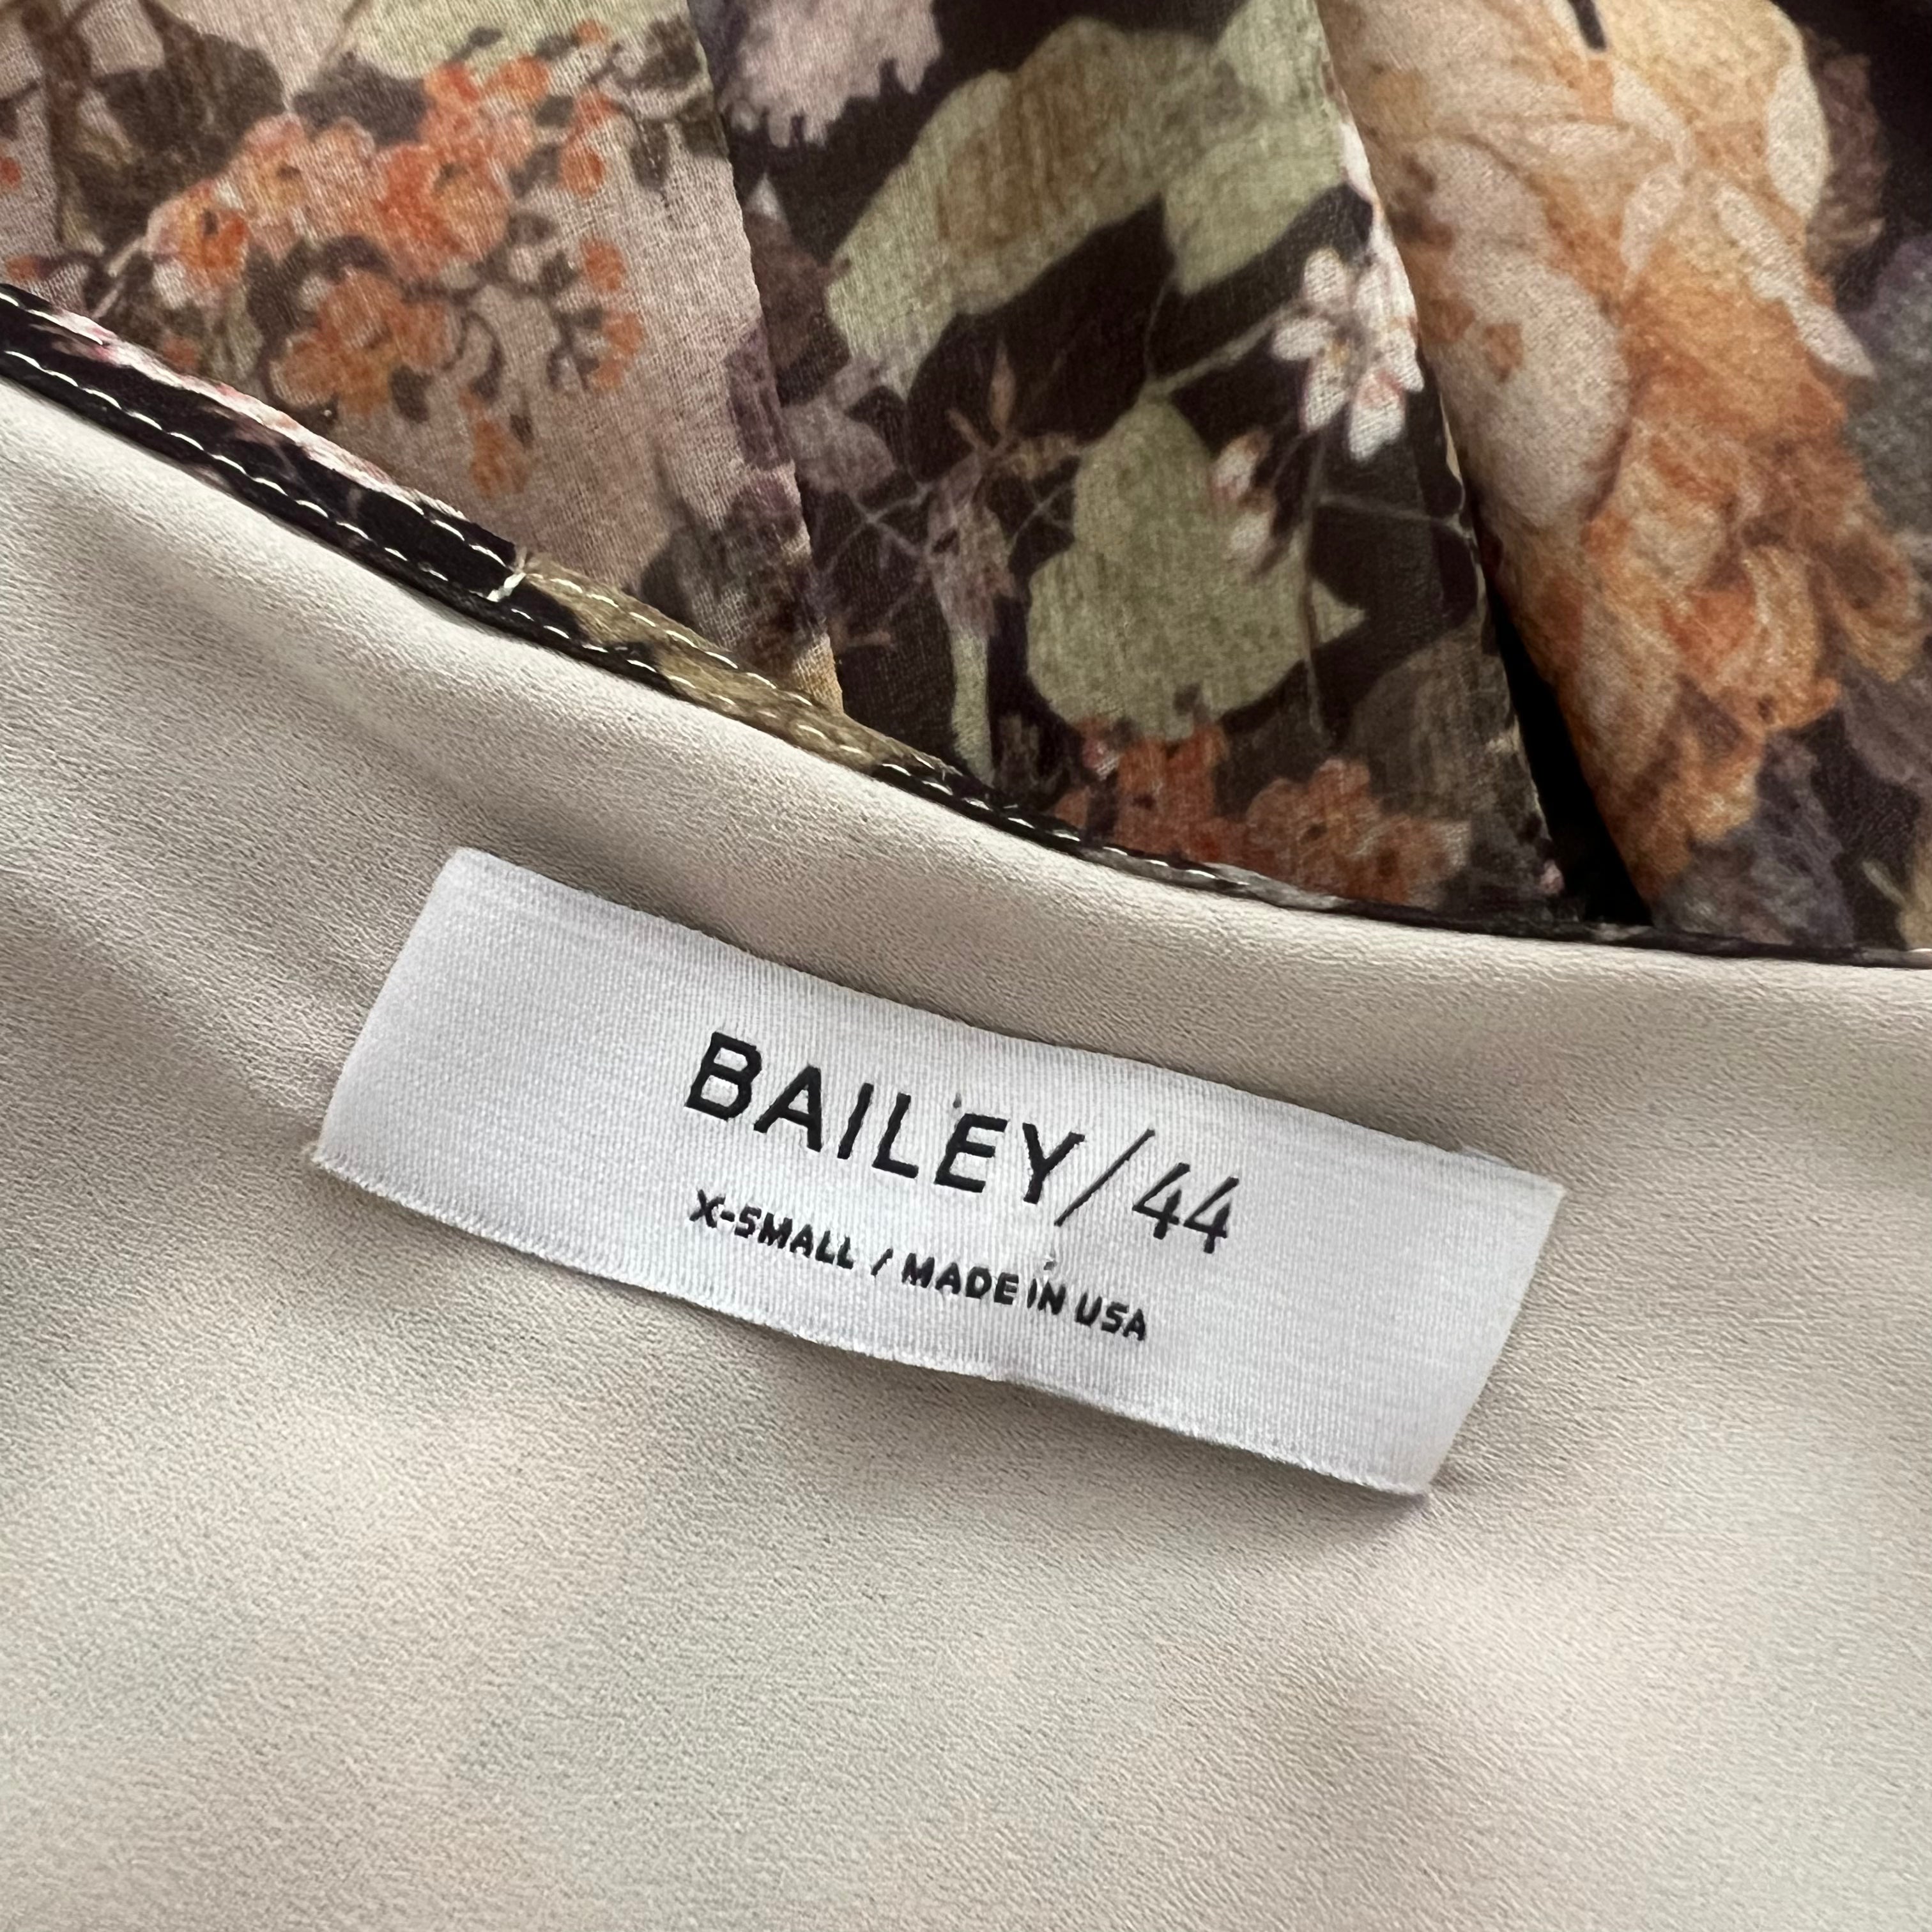 BAILEY/44
X-SMALL / MADE IN USA